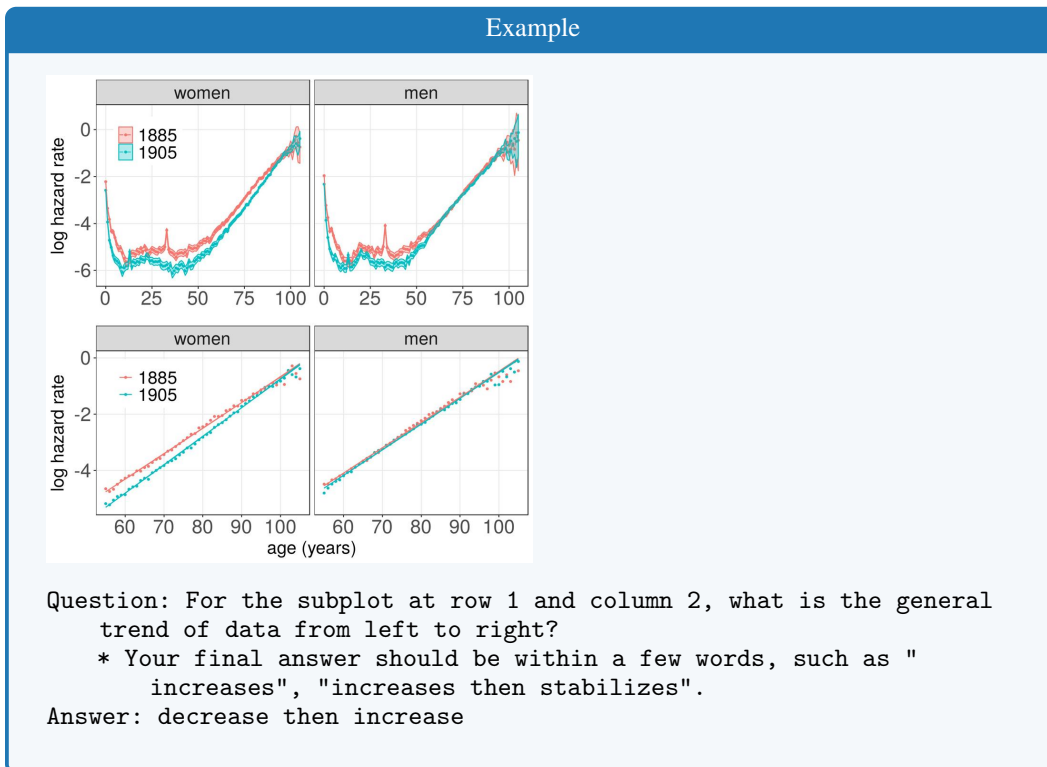 Example
women men
log hazard rate
0
-2
-4
-6
1885
1905
0 25 50 75 100 0 25 50 75 100
women men
log hazard rate
0
-2
-4
1885
1905
60 70 80 90 100 60 70 80 90 100
age (years)
Question: For the subplot at row 1 and column 2, what is the general
trend of data from left to right?
* Your final answer should be within a few words, such as "
increases", "increases then stabilizes".
Answer: decrease then increase